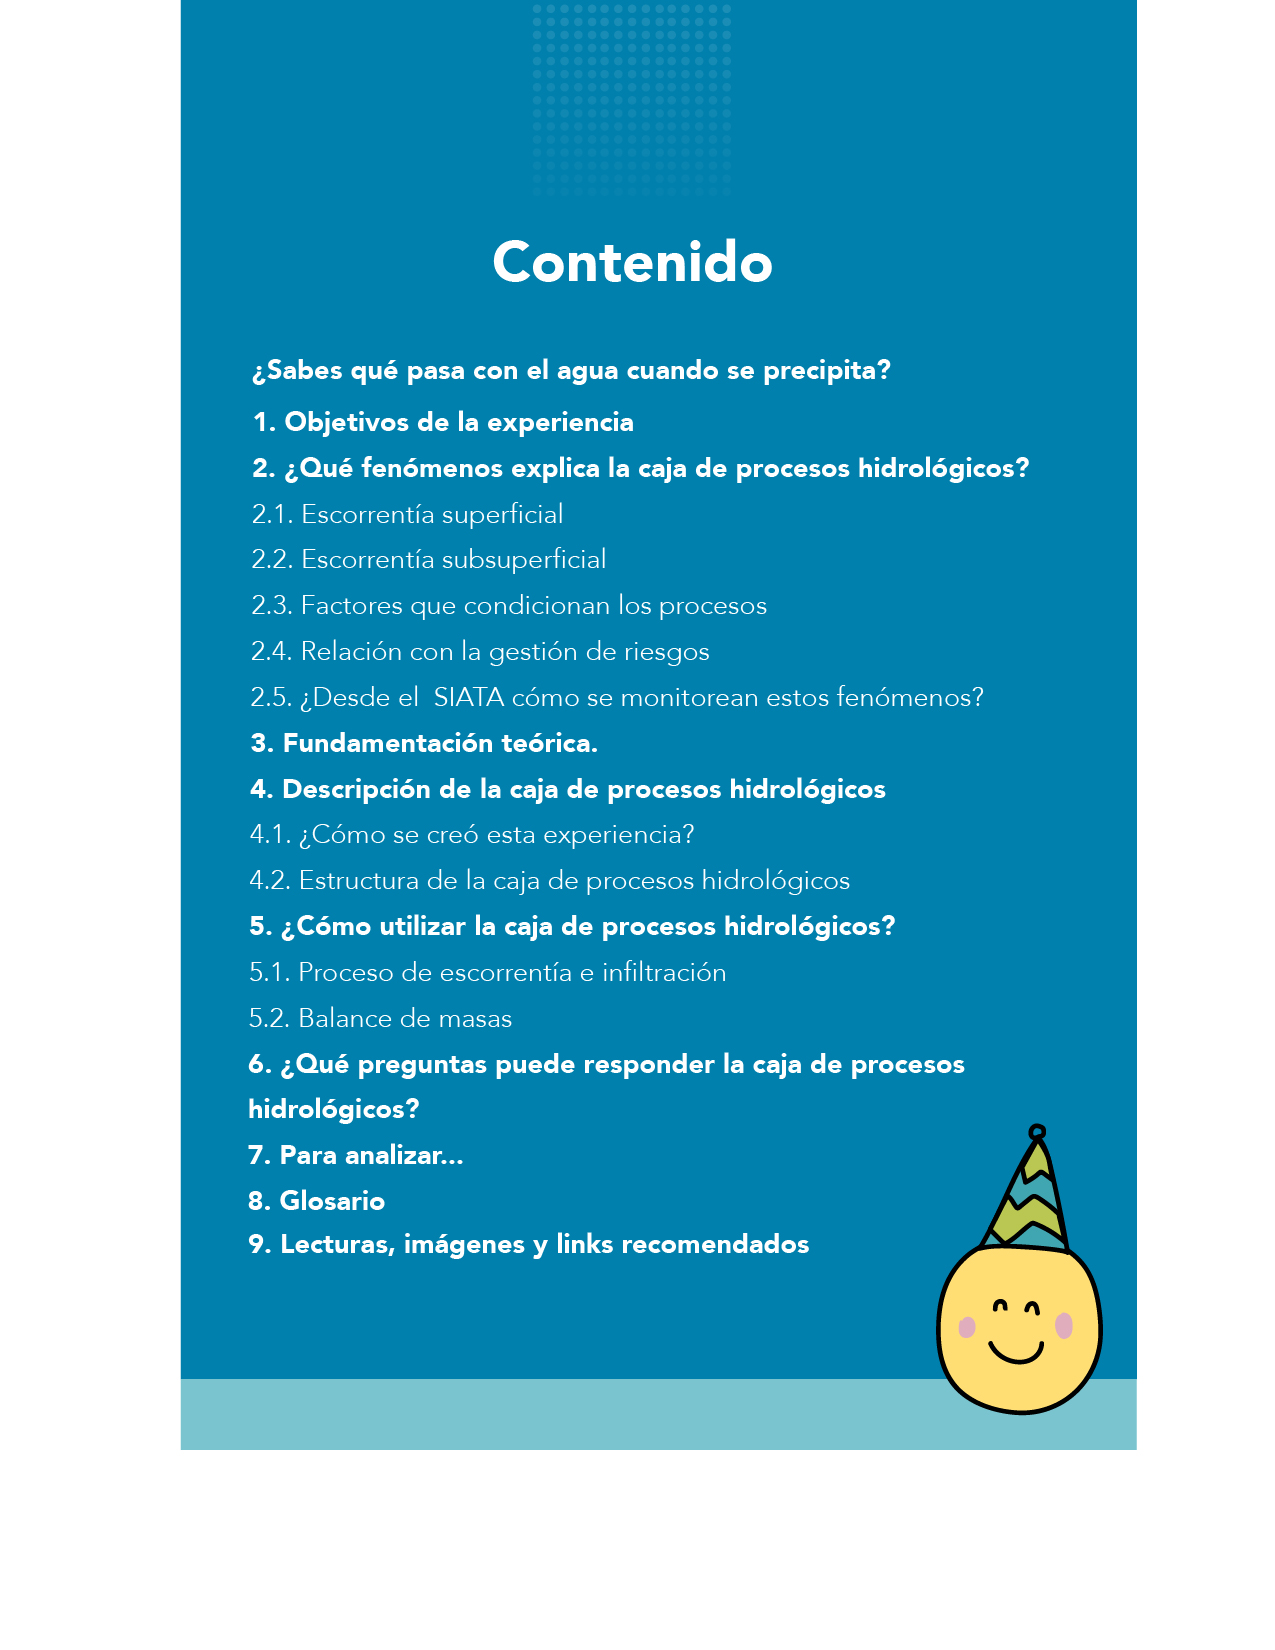 Contenido
¿Sabes qué pasa con el agua cuando se precipita?
1. Objetivos de la experiencia
2. ¿Qué fenómenos explica la caja de procesos hidrológicos?
2.1. Escorrentía superficial
2.2. Escorrentía subsuperficial
2.3. Factores que condicionan los procesos
2.4. Relación con la gestión de riesgos
2.5. ¿Desde el  SIATA cómo se monitorean estos fenómenos?
3. Fundamentación teórica.
4. Descripción de la caja de procesos hidrológicos
4.1. ¿Cómo se creó esta experiencia?
4.2. Estructura de la caja de procesos hidrológicos
5. ¿Cómo utilizar la caja de procesos hidrológicos?
5.1. Proceso de escorrentía e infiltración
5.2. Balance de masas
6. ¿Qué preguntas puede responder la caja de procesos
hidrológicos?
7. Para analizar...
8. Glosario
9. Lecturas, imágenes y links recomendados